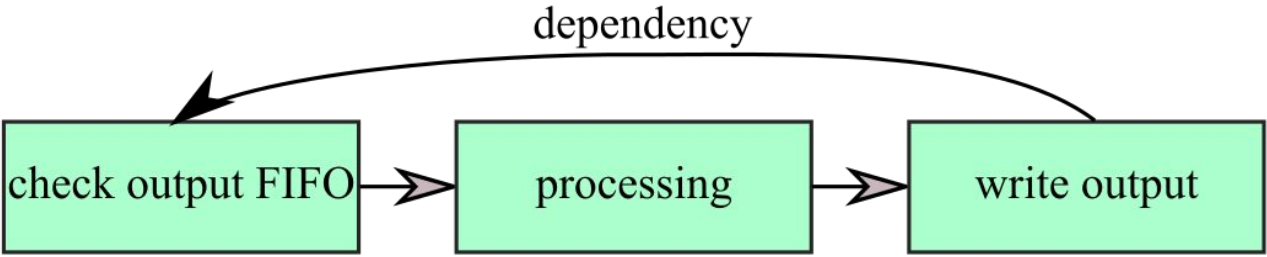 dependency
check output FIFO
processing
write output